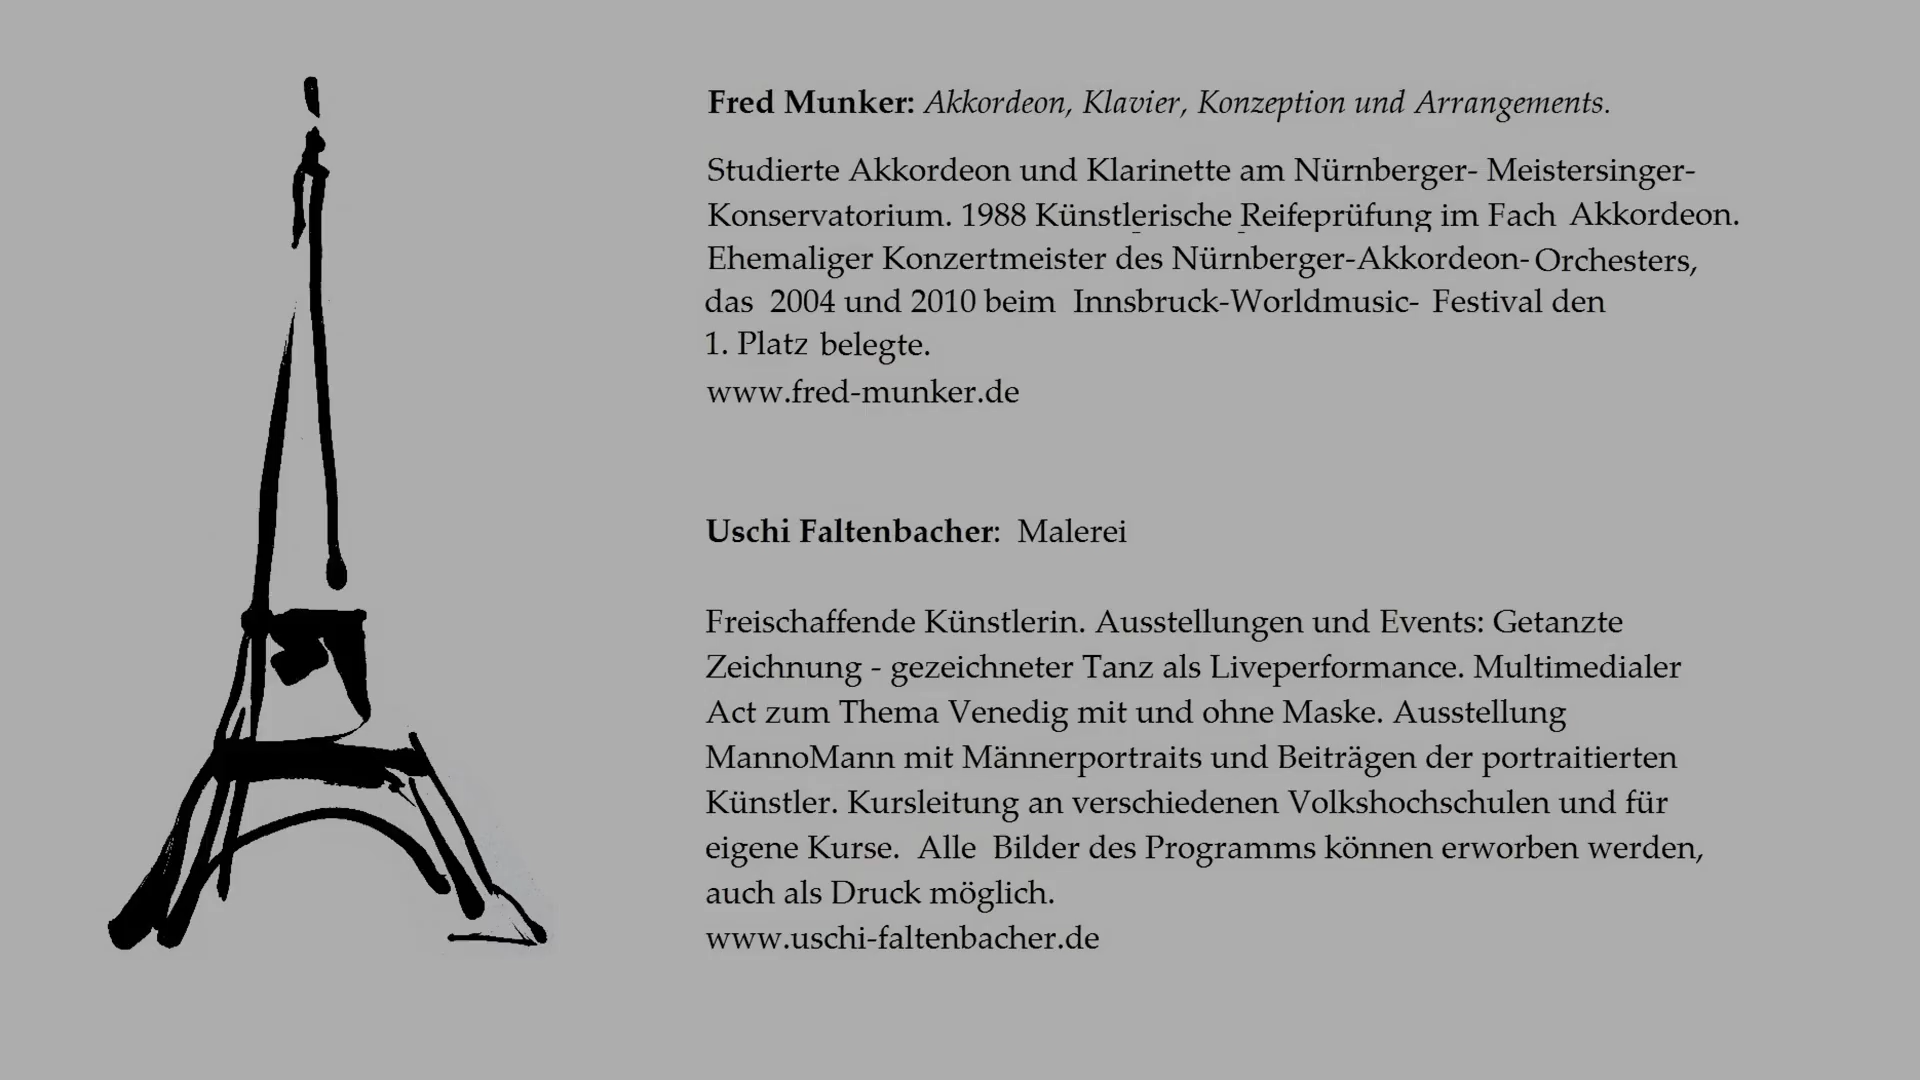 Fred Munker: Akkordeon, Klavier, Konzeption und Arrangements.
Studierte Akkordeon und Klarinette am Nürnberger- Meistersinger-
Konservatorium. 1988 Künstlerische Reifeprüfung im Fach Akkordeon.
Ehemaliger Konzertmeister des Nürnberger-Akkordeon-Orchesters,
das 2004 und 2010 beim Innsbruck-Worldmusic- Festival den
1. Platz belegte.
www.fred-munker.de
Uschi Faltenbacher: Malerei
Freischaffende Künstlerin. Ausstellungen und Events: Getanzte
Zeichnung - gezeichneter Tanz als Liveperformance. Multimedialer
Act zum Thema Venedig mit und ohne Maske. Ausstellung
MannoMann mit Männerportraits und Beiträgen der portraitierten
Künstler. Kursleitung an verschiedenen Volkshochschulen und für
eigene Kurse. Alle Bilder des Programms können erworben werden,
auch als Druck möglich.
www.uschi-faltenbacher.de